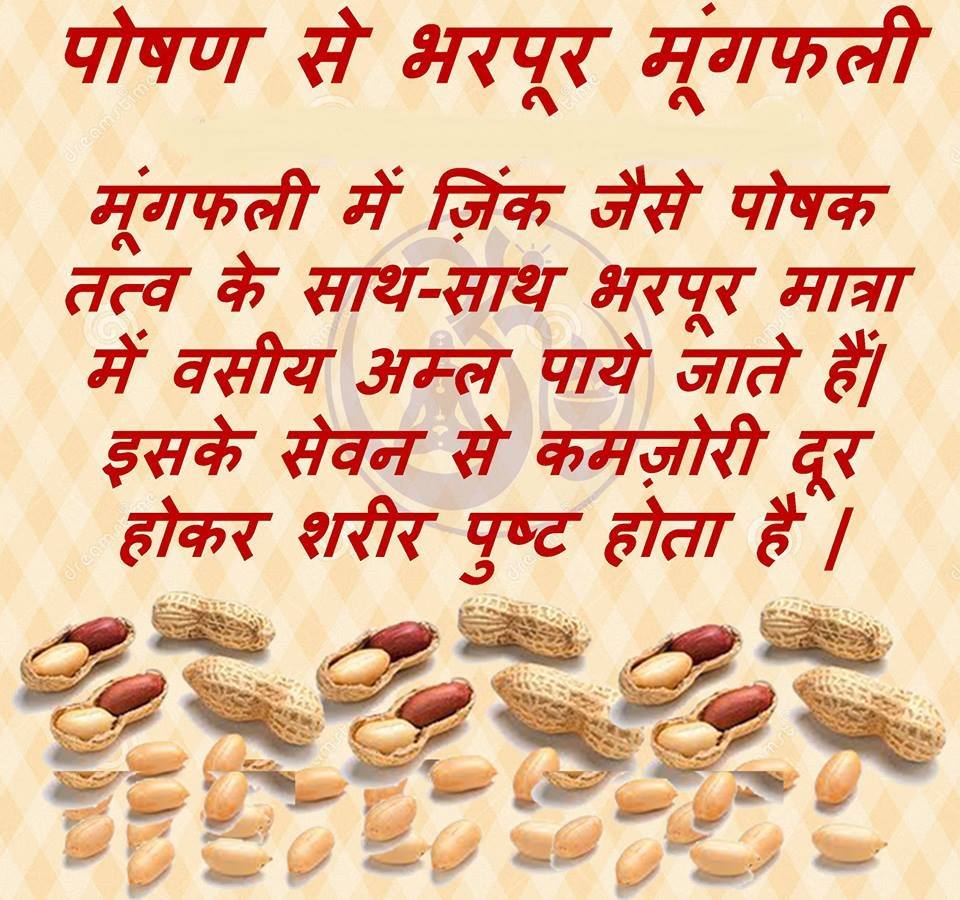 पोषण से भरपूर मूंगफली
मूंगफली में ज़िंक जैसे पोषक
तत्व के साथ-साथ भरपूर मात्रा
में वसीय अम्ल पाये जाते हैं|
इसके सेवन से कमज़ोरी दूर
होकर शरीर पुष्ट होता है |